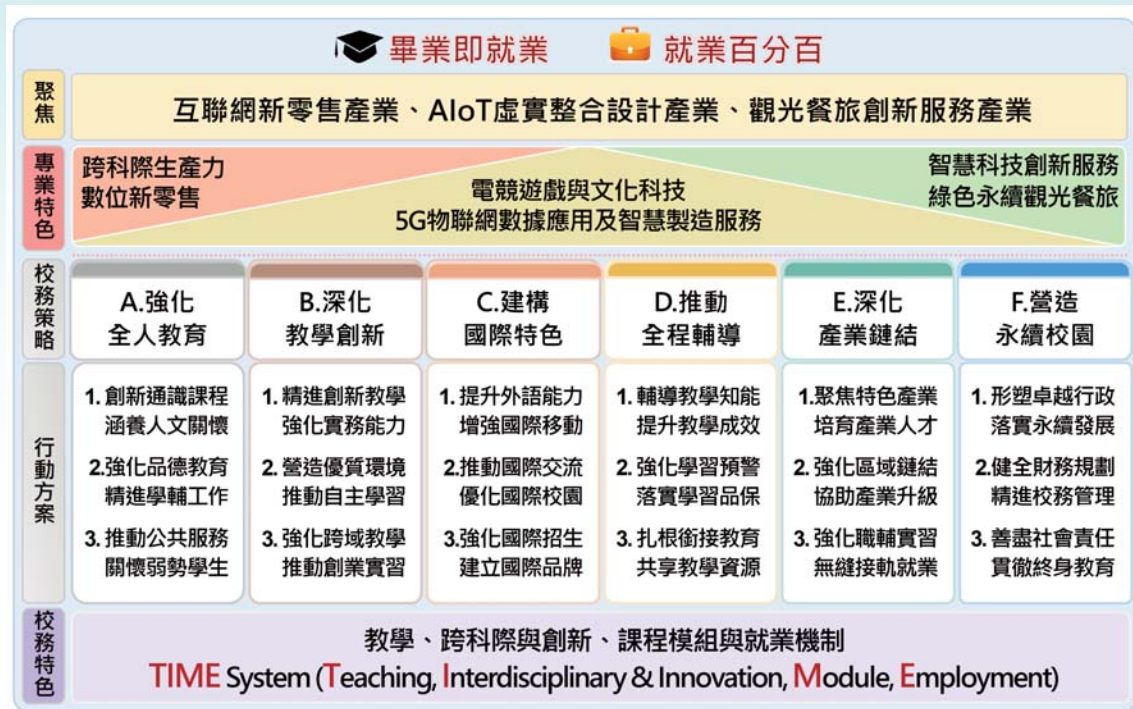 畢業即就業 就業百分百
聚焦
互聯網新零售產業、AIoT虛實整合設計產業、觀光餐旅創新服務產業
專業特色
跨科際生產力
數位新零售
電競遊戲與文化科技
5G物聯網數據應用及智慧製造服務
智慧科技創新服務
綠色永續觀光餐旅
校務策略
A.強化
全人教育
B.深化
教學創新
C.建構
國際特色
D.推動
全程輔導
E.深化
產業鏈結
F.營造
永續校園
行動方案
1. 創新通識課程
涵養人文關懷
2.強化品德教育
精進學輔工作
3. 推動公共服務
關懷弱勢學生
1. 精進創新教學
強化實務能力
2. 營造優質環境
推動自主學習
3. 強化跨域教學
推動創業實習
1. 提升外語能力
增強國際移動
2.推動國際交流
優化國際校園
3.強化國際招生
建立國際品牌
1. 輔導教學知能
提升教學成效
2. 強化學習預警
落實學習品保
3. 扎根銜接教育
共享教學資源
1.聚焦特色產業
培育產業人才
2. 強化區域鏈結
協助產業升級
3. 強化職輔實習
無縫接軌就業
1. 形塑卓越行政
落實永續發展
2.健全財務規劃
精進校務管理
3. 善盡社會責任
貫徹終身教育
校務特色
教學、跨科際與創新、課程模組與就業機制
TIME System (Teaching, Interdisciplinary & Innovation, Module, Employment)